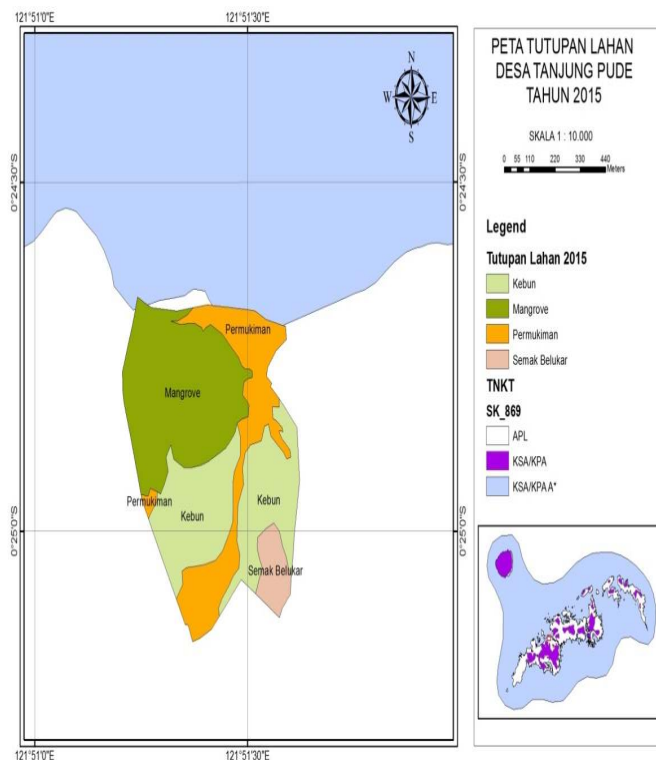 121°51'0"E
121°51'30"E
N
W E
S
0°24'30"S
0°24'30"S
Permukiman
Mangrove
Permukiman
Kebun
Kebun
Semak Belukar
0°25'0"S
0°25'0"S
121°51'0"E
121°51'30"E
PETA TUTUPAN LAHAN
DESA TANJUNG PUDE
TAHUN 2015
SKALA 1 : 10.000
0 55 110 220 330 440
Meters
Legend
Tutupan Lahan 2015
Kebun
Mangrove
Permukiman
Semak Belukar
TNKT
SK_869
APL
KSA/KPA
KSA/KPA A*